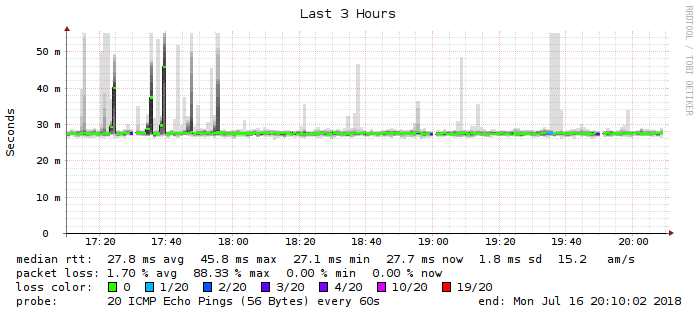 Last 3 Hours
RRDTOOL / TOBI OETIKER
Seconds
50 m
40 m
30 m
20 m
10 m
0
17:20 17:40 18:00 18:20 18:40 19:00 19:20 19:40 20:00
median rtt: 27.8 ms avg 45.8 ms max 27.1 ms min 27.7 ms now 1.8 ms sd 15.2 am/s
packet loss: 1.70 % avg 88.33 % max 0.00 % min 0.00 % now
loss color: 0 1/20 2/20 3/20 4/20 10/20 19/20
probe: 20 ICMP Echo Pings (56 Bytes) every 60s end: Mon Jul 16 20:10:02 2018